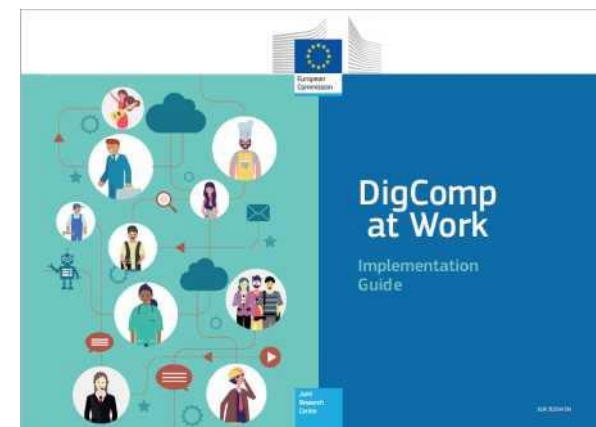 European
Commission
DigComp
at Work
Implementation
Guide
Joint
Research
Centre